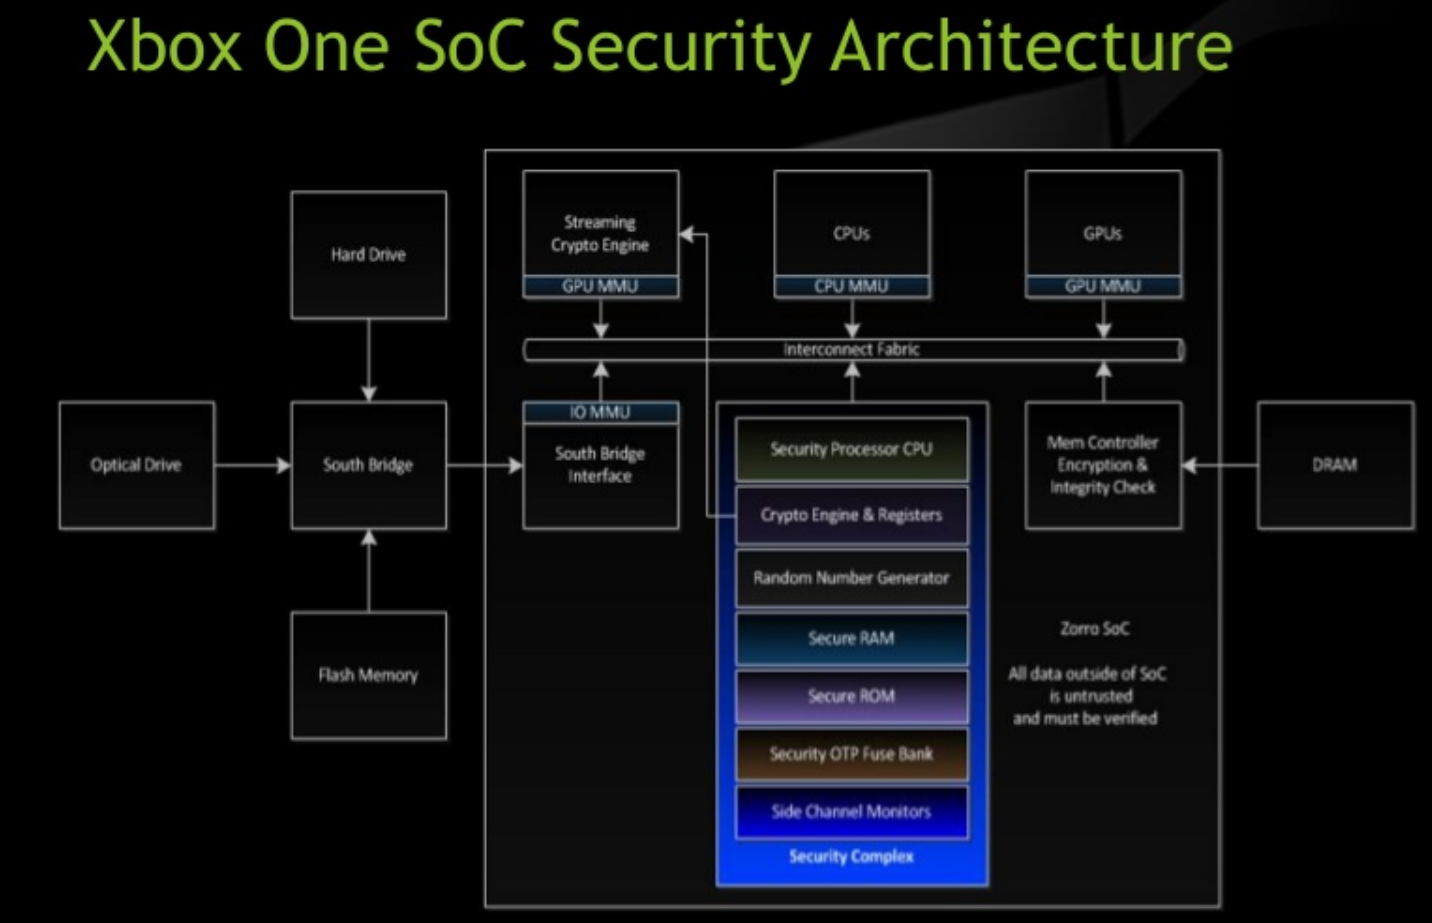 Xbox One SoC Security Architecture
Streaming
Crypto Engine
GPU MMU
CPUs
CPU MMU
GPUs
GPU MMU
Hard Drive
Interconnect Fabric
Optical Drive
South Bridge
IO MMU
South Bridge
Interface
Security Processor CPU
Crypto Engine & Registers
Random Number Generator
Secure RAM
Secure ROM
Security OTP Fuse Bank
Side Channel Monitors
Security Complex
Mem Controller
Encryption &
Integrity Check
DRAM
Flash Memory
Zorro SoC
All data outside of SoC
is untrusted
and must be verified